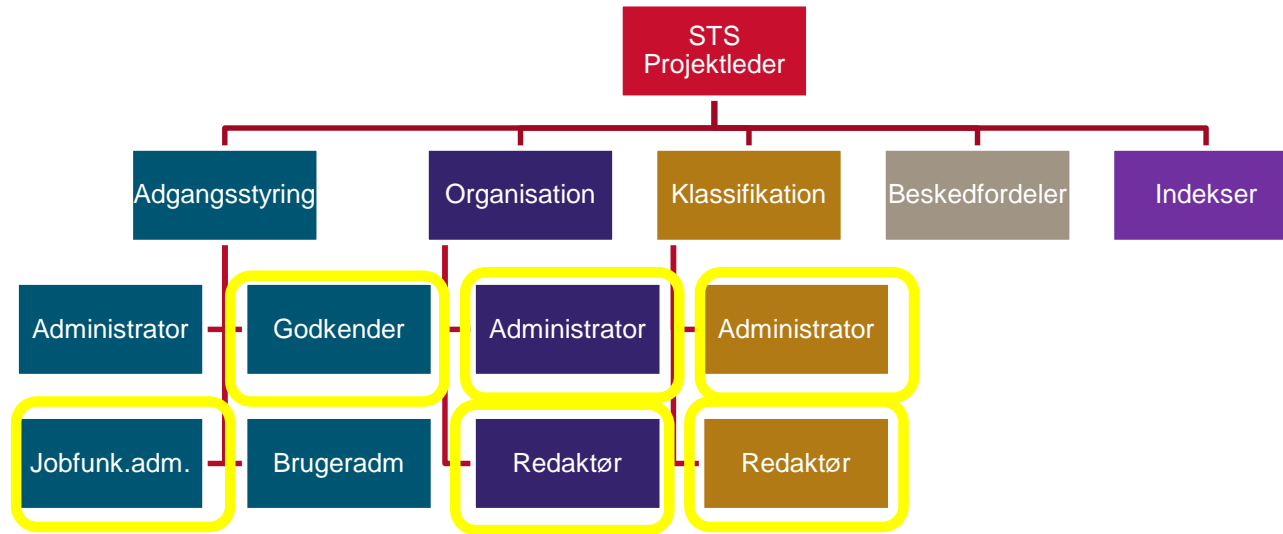 STS
Projektleder
Adgangsstyring
Organisation
Klassifikation
Beskedfordeler
Indekser
Administrator
Godkender
Administrator
Administrator
Jobfunk.adm.
Brugeradm
Redaktør
Redaktør